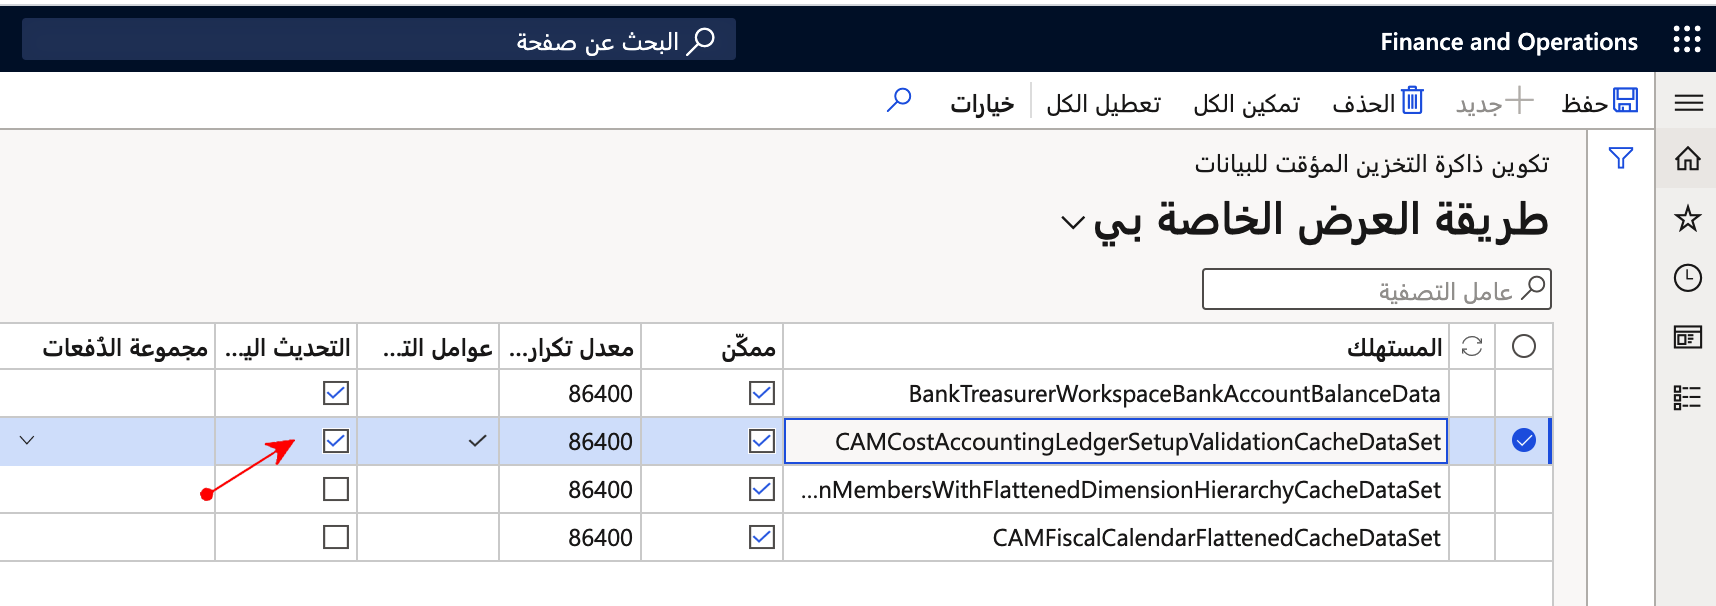 Finance and Operations
البحث عن صفحة
حفظ
جديد
الحذف
تمكين الكل
تعطيل الكل
خيارات
تكوين ذاكرة التخزين المؤقت للبيانات
طريقة العرض الخاصة بي
عامل التصفية
المستهلك ممكّن معدل تكرار... عوامل الت... التحديث الي... مجموعة الدُفعات
BankTreasurerWorkspaceBankAccountBalanceData 86400
CAMCostAccountingLedgerSetupValidationCacheDataSet 86400
...nMembersWithFlattenedDimensionHierarchyCacheDataSet 86400
CAMFiscalCalendarFlattenedCacheDataSet 86400